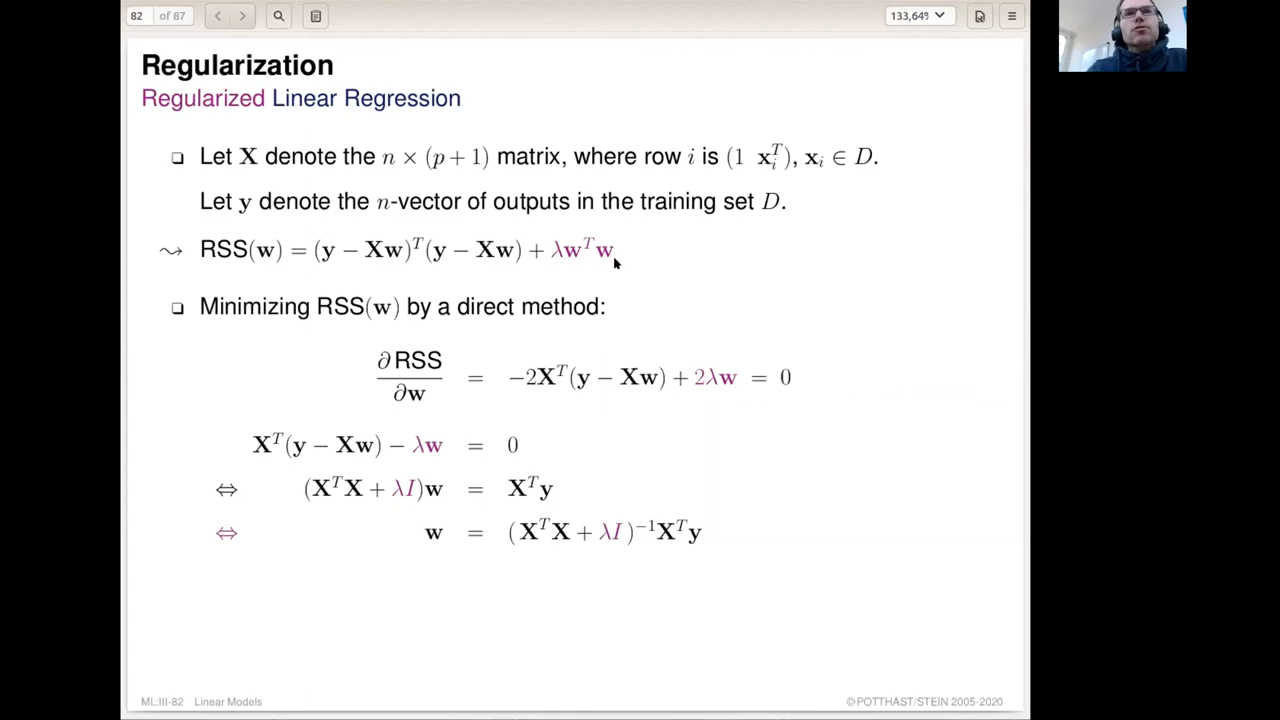 82 of 87 133,64%
Regularization
Regularized Linear Regression
❑ Let X denote the n × (p + 1) matrix, where row i is (1 xᵢᵀ), xᵢ ∈ D.
Let y denote the n-vector of outputs in the training set D.
⇝ RSS(w) = (y − Xw)ᵀ(y − Xw) + λwᵀw
❑ Minimizing RSS(w) by a direct method:
∂ RSS / ∂w = −2Xᵀ(y − Xw) + 2λw = 0
Xᵀ(y − Xw) − λw = 0
⇔ (XᵀX + λI)w = Xᵀy
⇔ w = (XᵀX + λI)⁻¹Xᵀy
ML:III-82 Linear Models © POTTHAST/STEIN 2005-2020